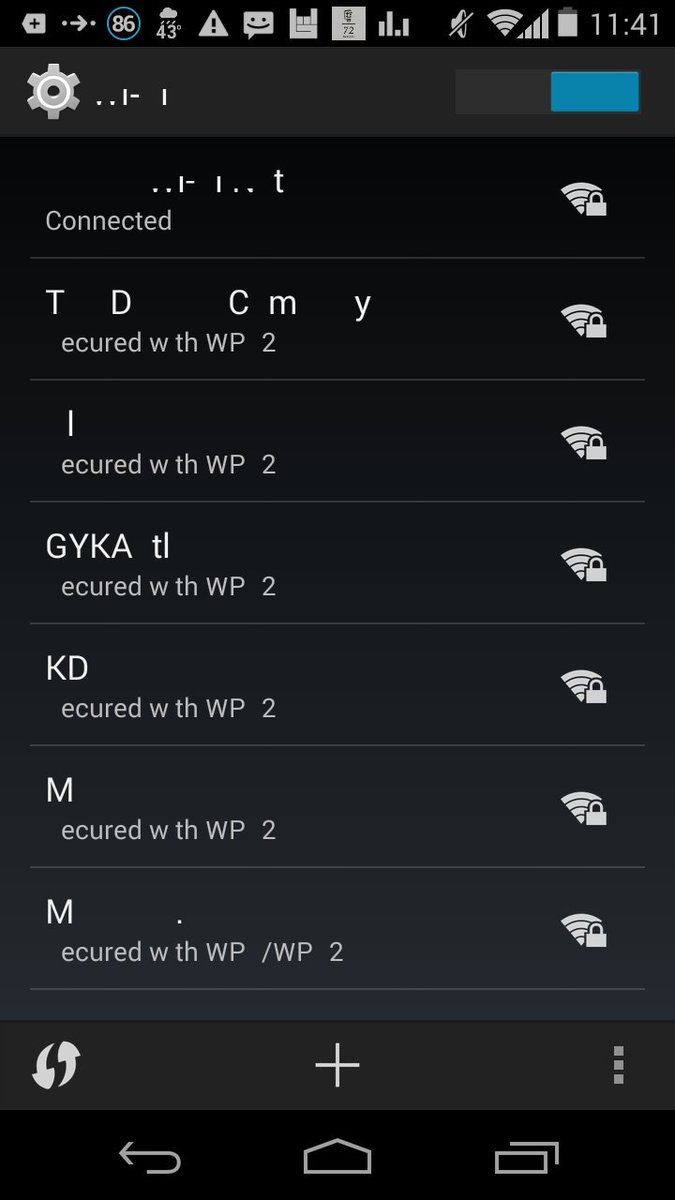 86 43° 72 11:41
Connected
T D C m y
ecured w th WP 2
l
ecured w th WP 2
GYKA tl
ecured w th WP 2
KD
ecured w th WP 2
M
ecured w th WP 2
M .
ecured w th WP /WP 2